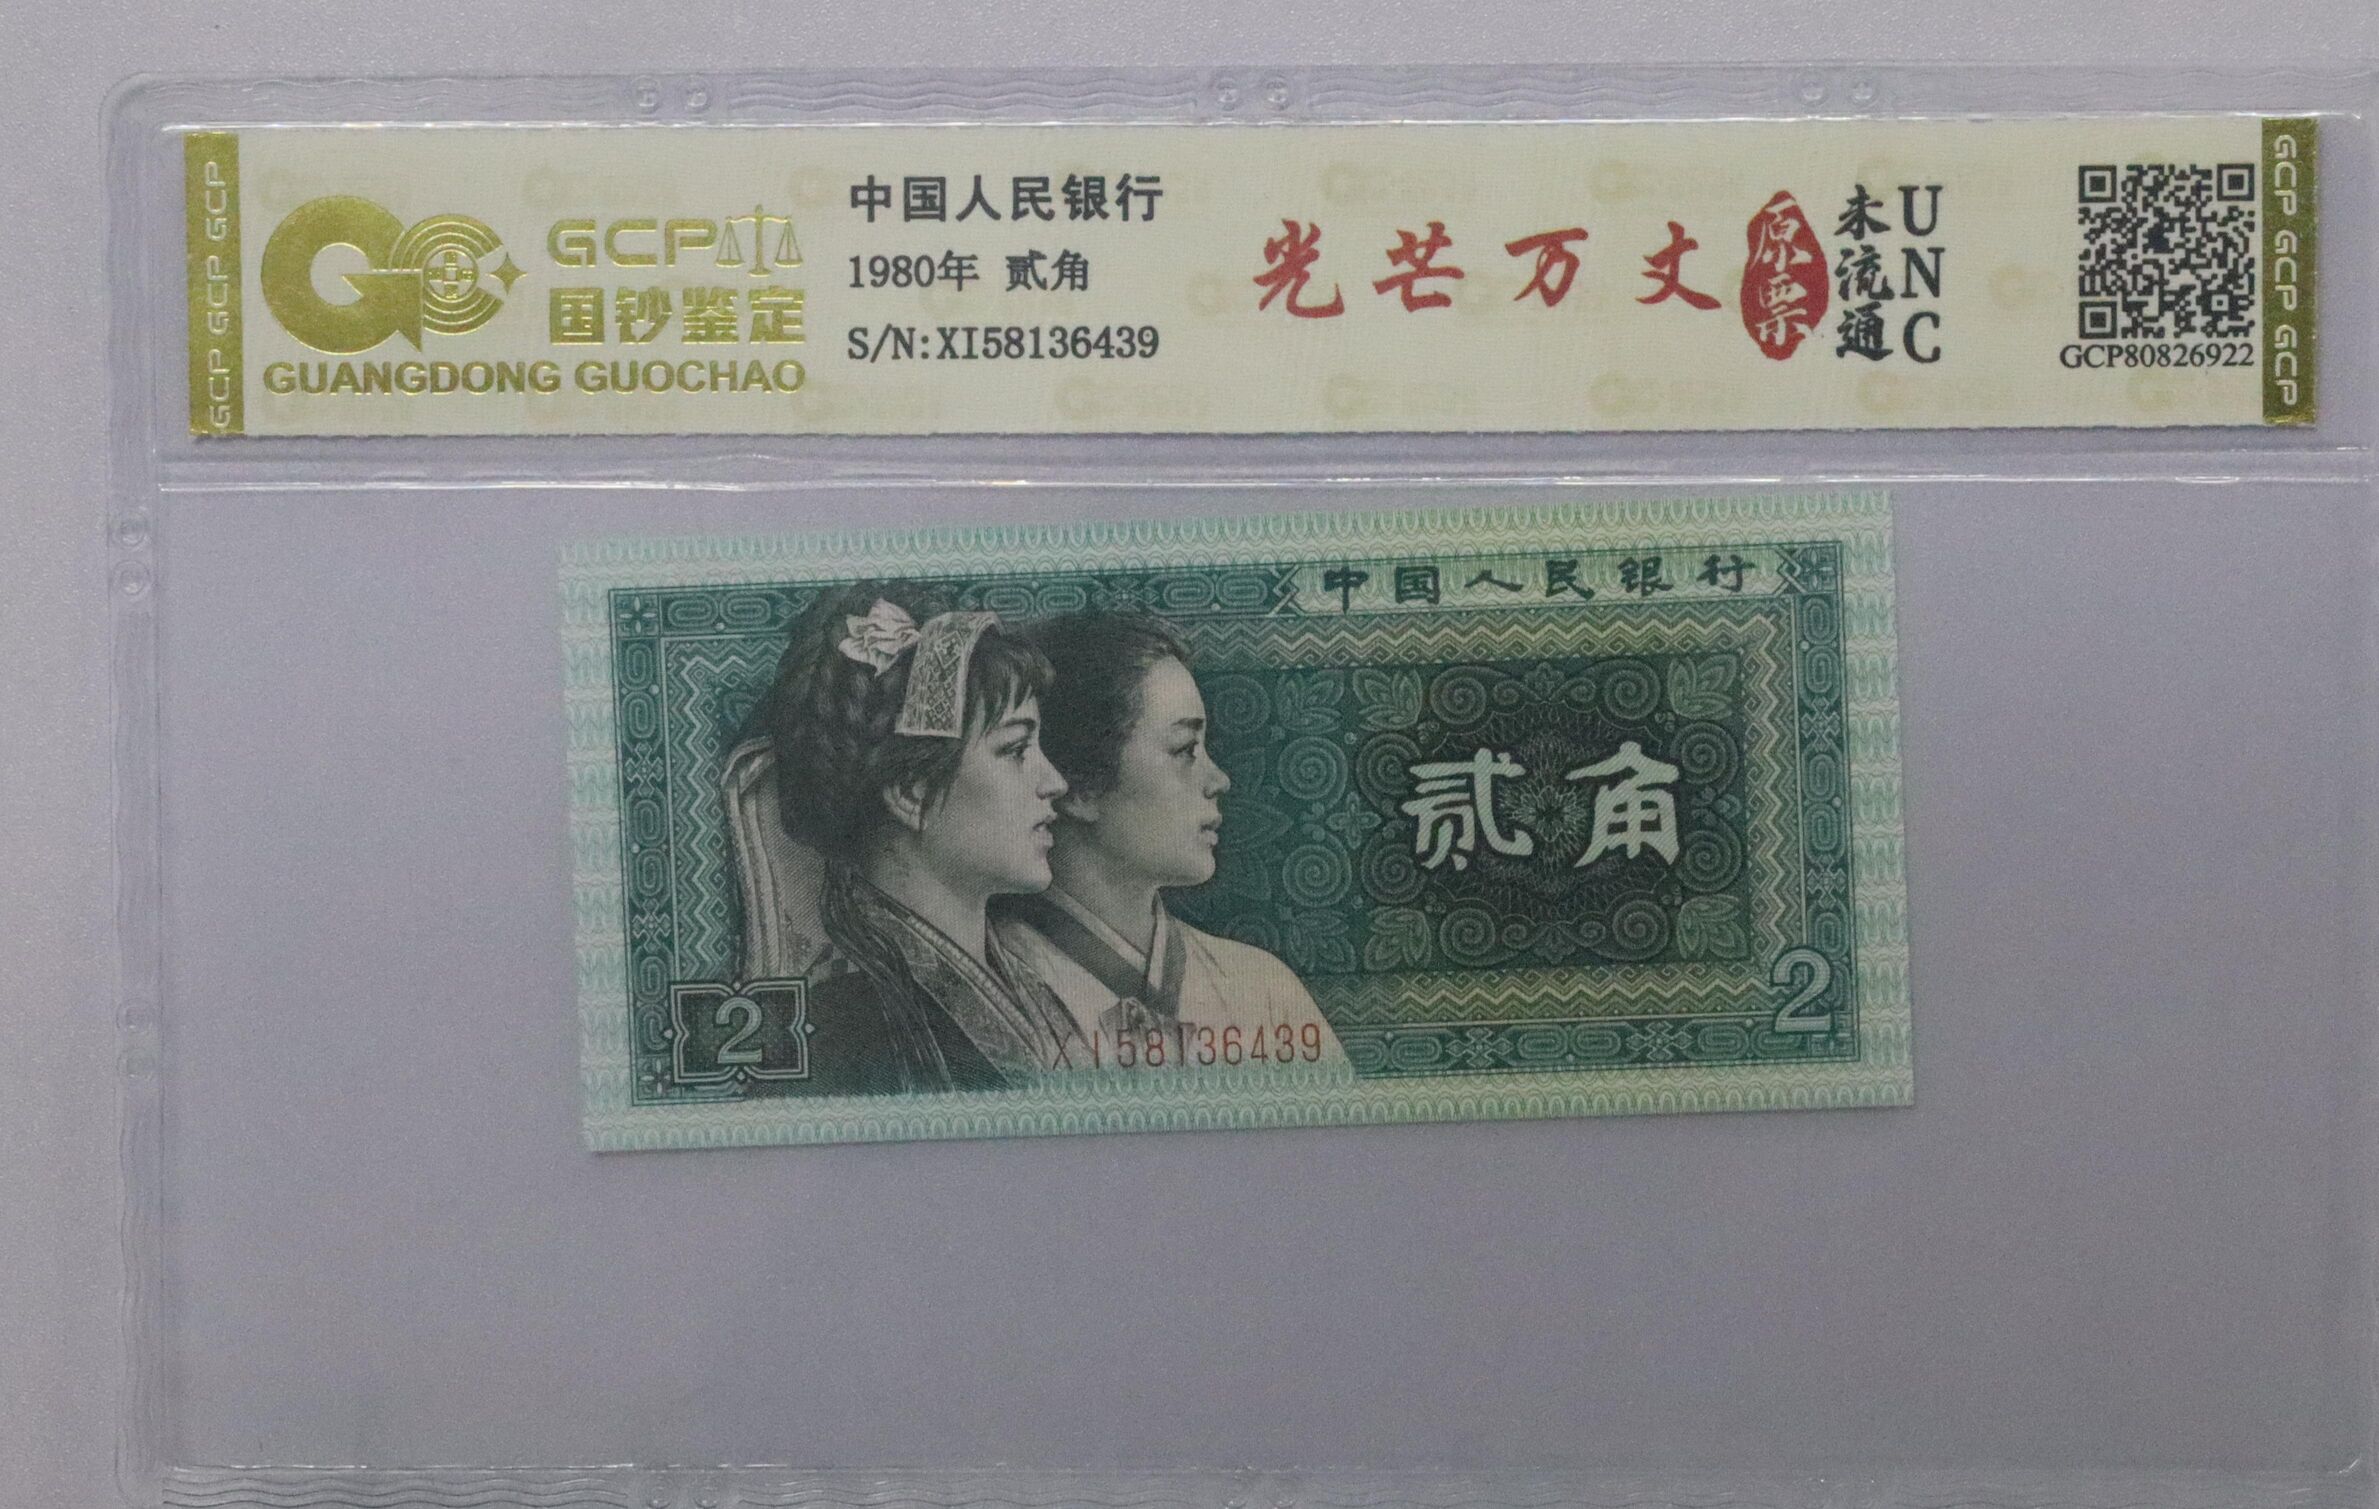 GCP GCP GCP
GCP
国钞鉴定
GUANGDONG GUOCHAO
中国人民银行
1980年 贰角
S/N:XI58136439
光芒万丈
原票
未流通
UNC
GCP80826922
GCP GCP GCP
中国人民银行
贰角
2
XI58136439
2